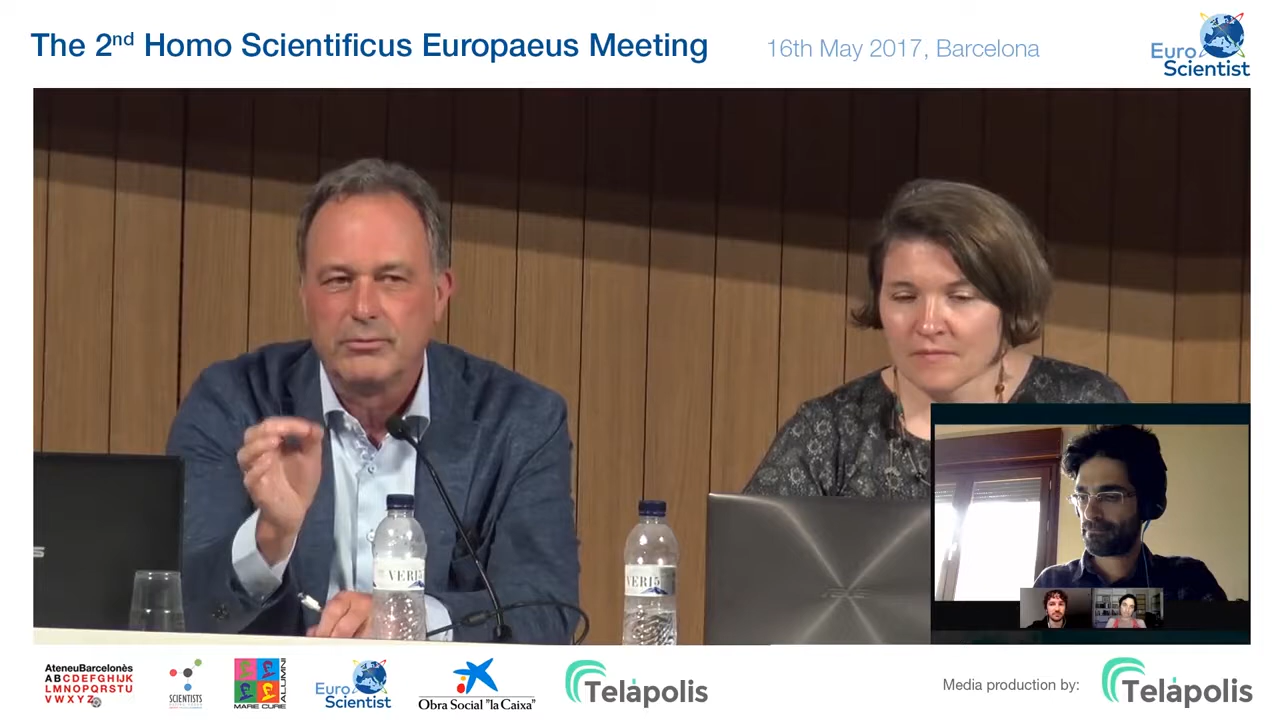 The 2nd Homo Scientificus Europaeus Meeting
16th May 2017, Barcelona
Euro
Scientist
VERI
VERI
AteneuBarcelonès
ABCDEFGHIJK
LMNOPQRSTU
VWXYZ
SCIENTISTS
MARIE CURIE
ALUMNI
Euro
Scientist
Obra Social "la Caixa"
Telàpolis
Media production by:
Telàpolis